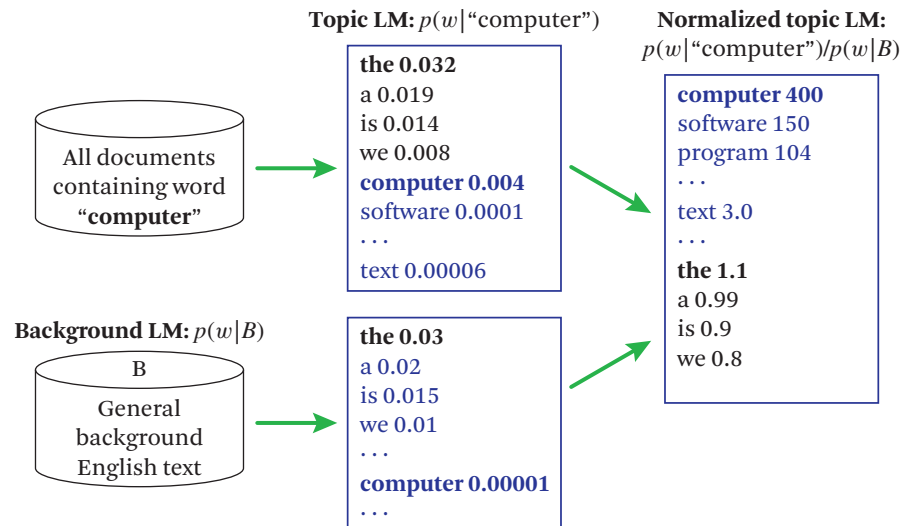 Topic LM: p(w|“computer”)
Normalized topic LM:
p(w|“computer”)/p(w|B)
All documents
containing word
“computer”
the 0.032
a 0.019
is 0.014
we 0.008
computer 0.004
software 0.0001
...
text 0.00006
computer 400
software 150
program 104
...
text 3.0
...
the 1.1
a 0.99
is 0.9
we 0.8
Background LM: p(w|B)
B
General
background
English text
the 0.03
a 0.02
is 0.015
we 0.01
...
computer 0.00001
...